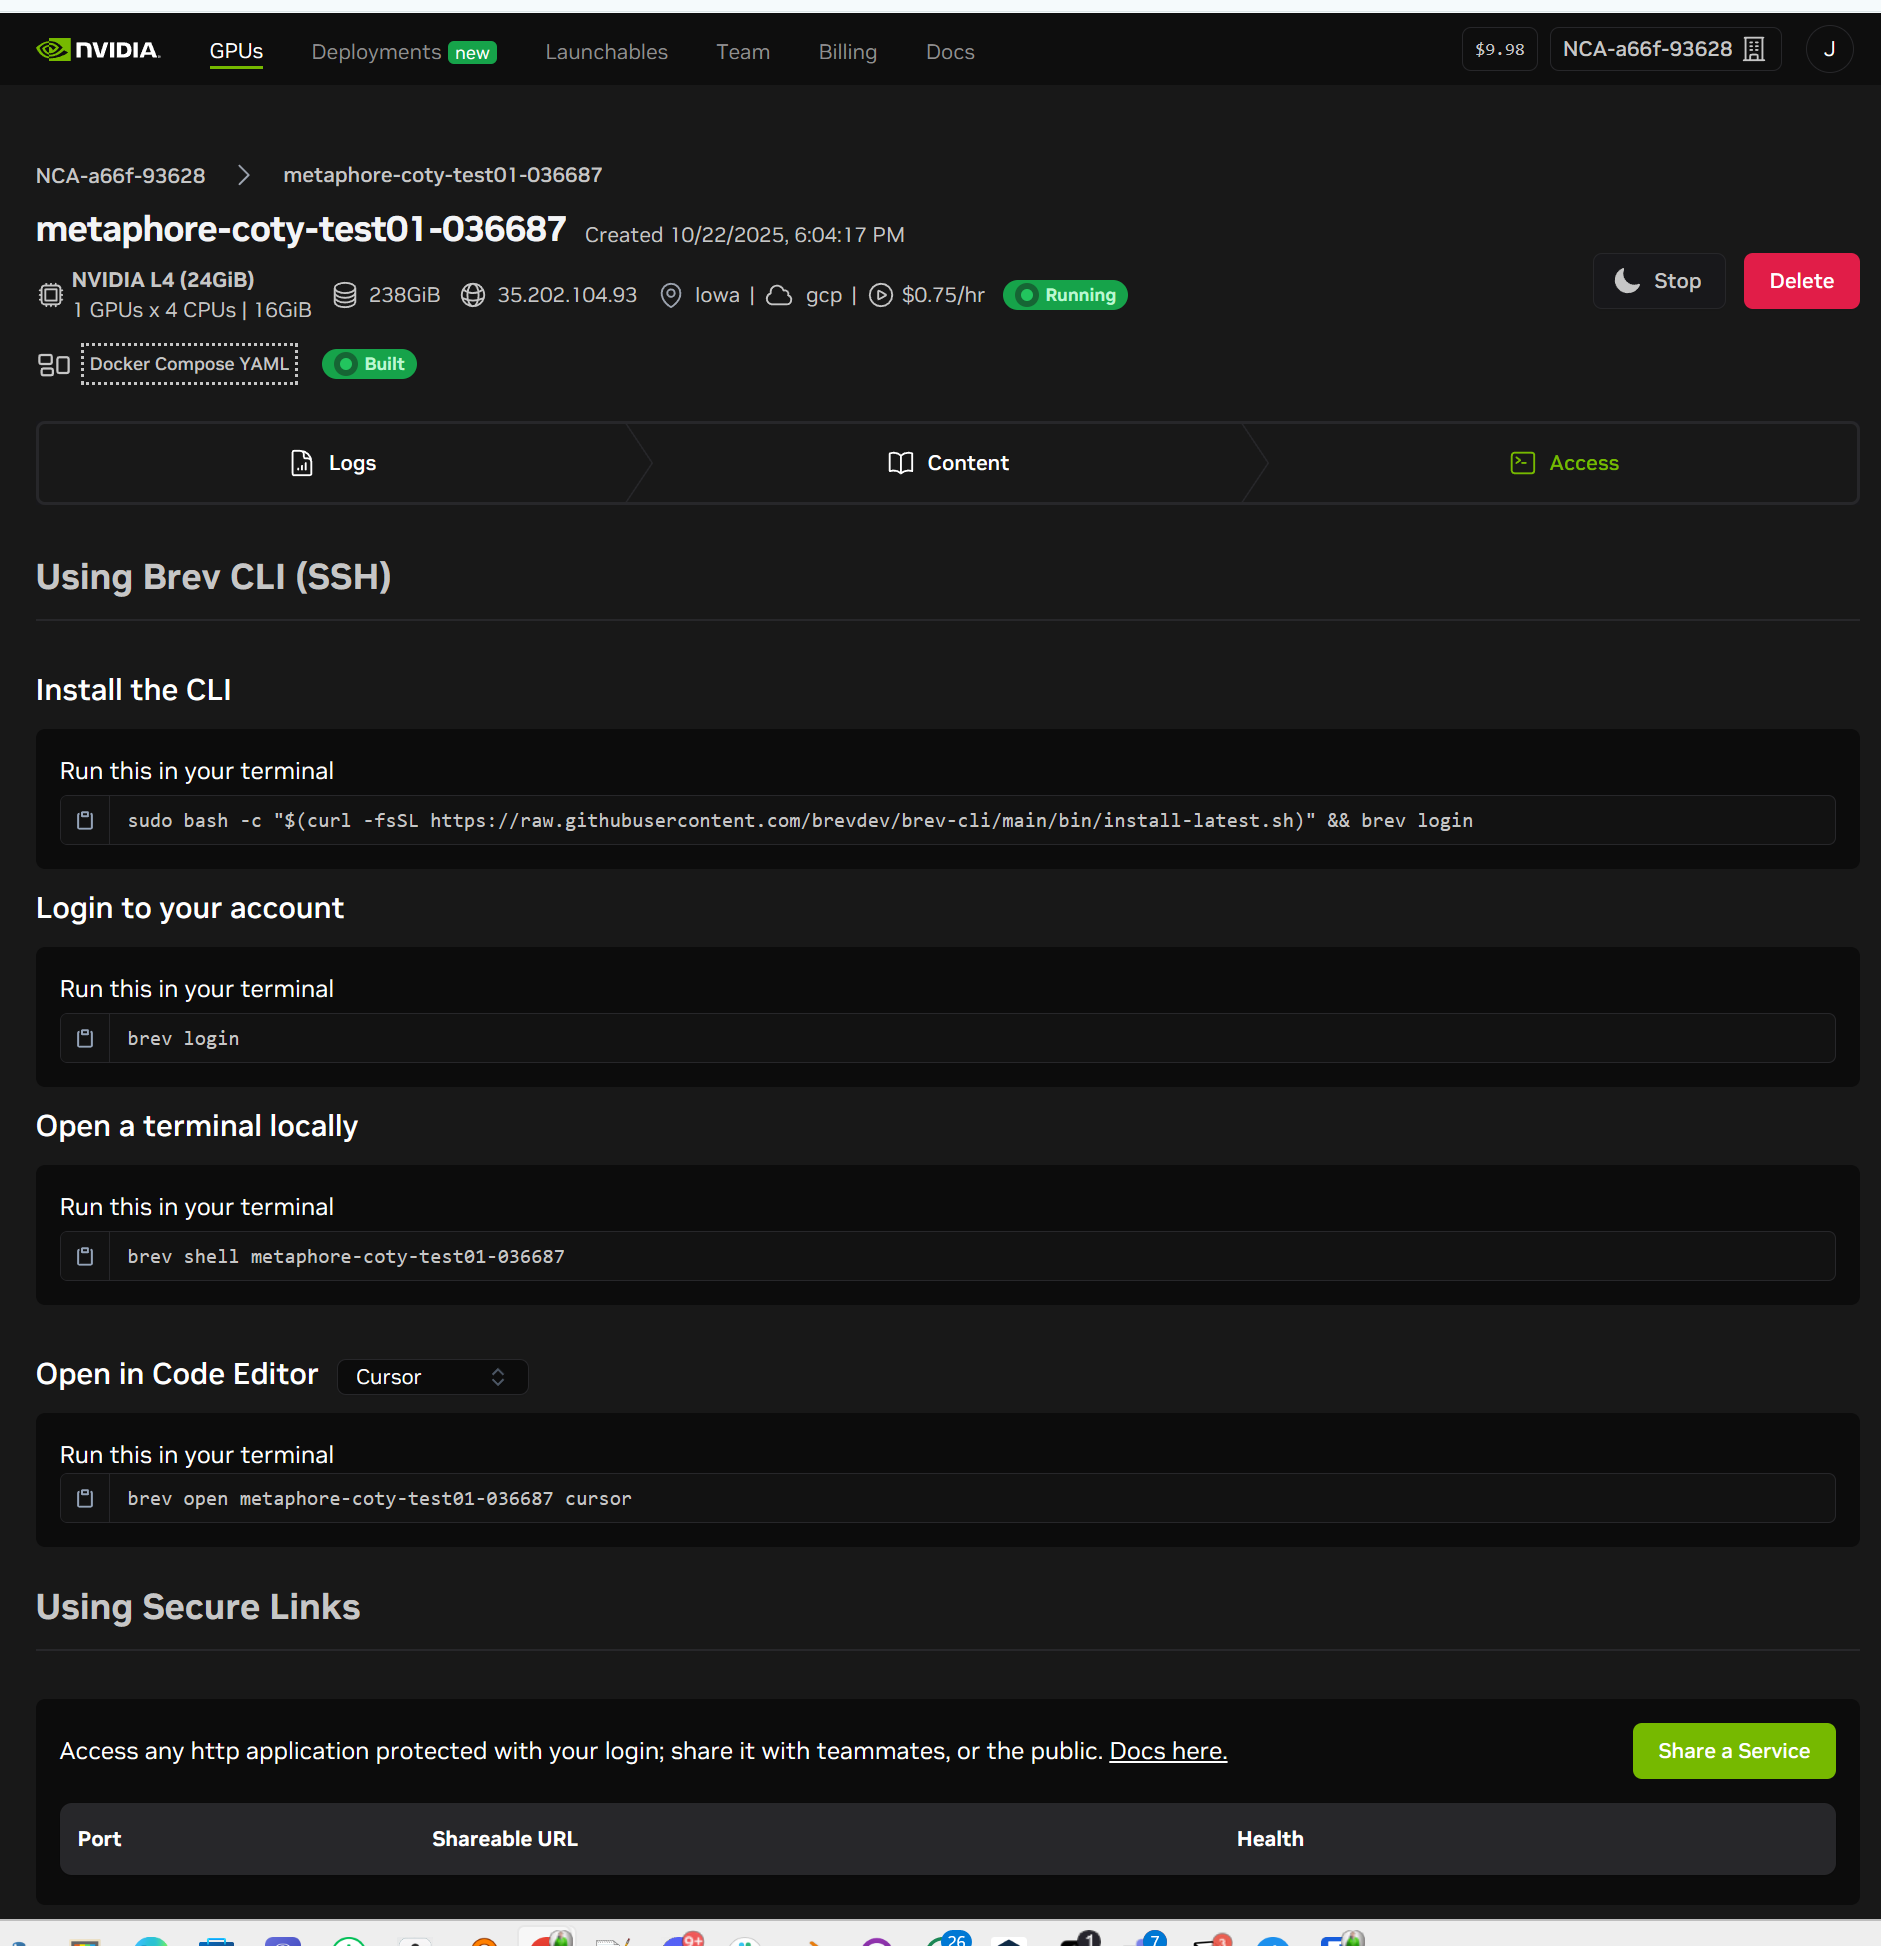 NVIDIA. GPUs Deployments new Launchables Team Billing Docs $9.98 NCA-a66f-93628 J
NCA-a66f-93628 metaphore-coty-test01-036687
metaphore-coty-test01-036687 Created 10/22/2025, 6:04:17 PM
NVIDIA L4 (24GiB)
1 GPUs x 4 CPUs | 16GiB
238GiB 35.202.104.93 Iowa | gcp | $0.75/hr Running
Stop Delete
Docker Compose YAML Built
Logs Content Access
Using Brev CLI (SSH)
Install the CLI
Run this in your terminal
sudo bash -c "$(curl -fsSL https://raw.githubusercontent.com/brevdev/brev-cli/main/bin/install-latest.sh)" && brev login
Login to your account
Run this in your terminal
brev login
Open a terminal locally
Run this in your terminal
brev shell metaphore-coty-test01-036687
Open in Code Editor Cursor
Run this in your terminal
brev open metaphore-coty-test01-036687 cursor
Using Secure Links
Access any http application protected with your login; share it with teammates, or the public. Docs here.
Share a Service
Port Shareable URL Health
9+ 26 1 7 3